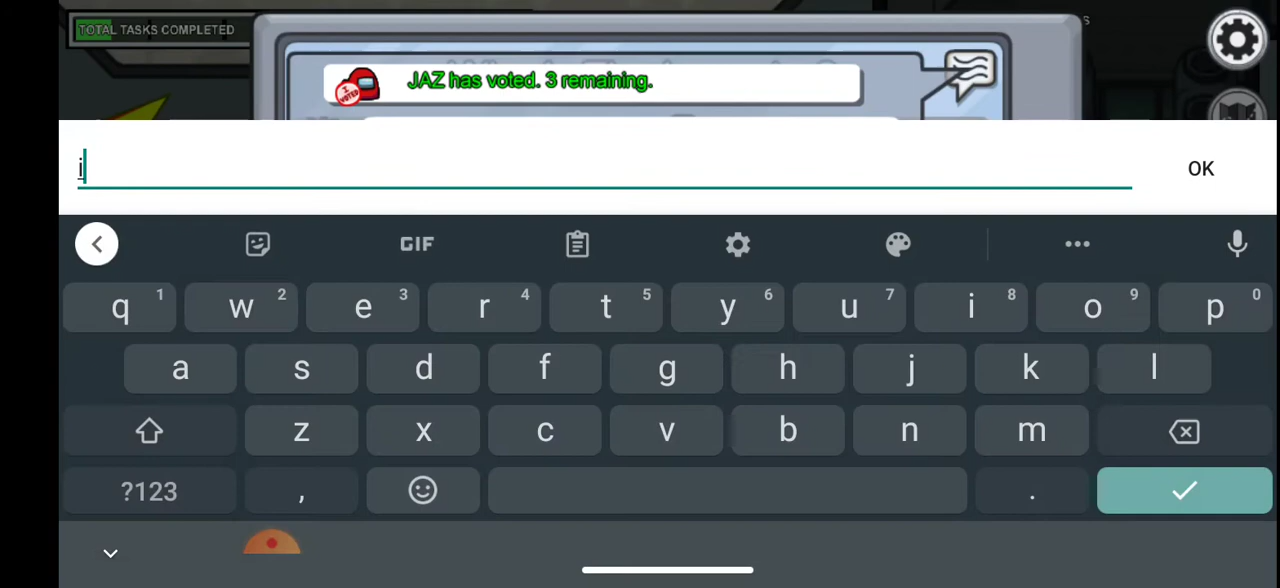 TOTAL TASKS COMPLETED
s
I VOTED
JAZ has voted. 3 remaining.
i
OK
GIF
q 1 w 2 e 3 r 4 t 5 y 6 u 7 i 8 o 9 p 0
a s d f g h j k l
z x c v b n m
?123 , .